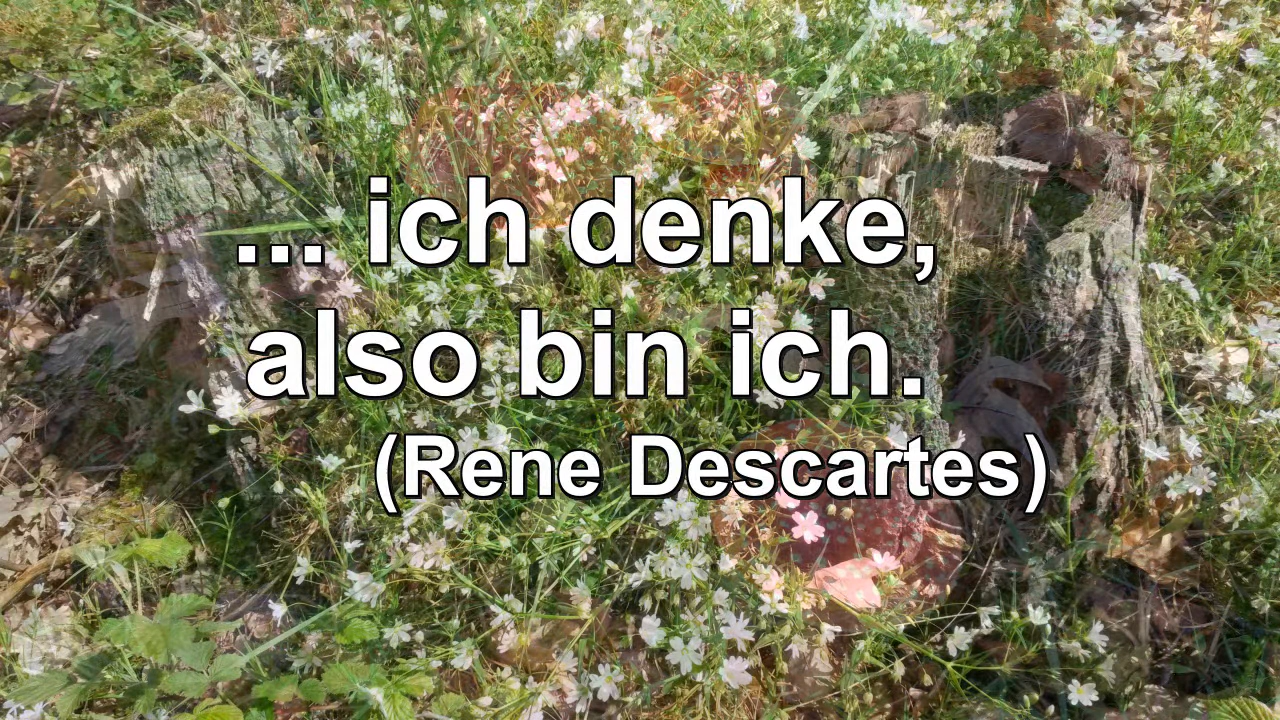 ... ich denke,
also bin ich.
(Rene Descartes)